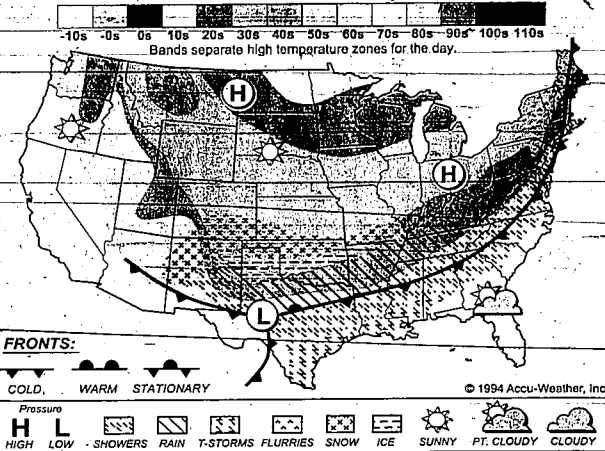 -10s -0s 0s 10s 20s 30s 40s 50s 60s 70s 80s 90s 100s 110s
Bands separate high temperature zones for the day.
H
H
L
FRONTS:
COLD, WARM STATIONARY
© 1994 Accu-Weather, Inc
Pressure
H L
HIGH LOW SHOWERS RAIN T-STORMS FLURRIES SNOW ICE SUNNY PT. CLOUDY CLOUDY